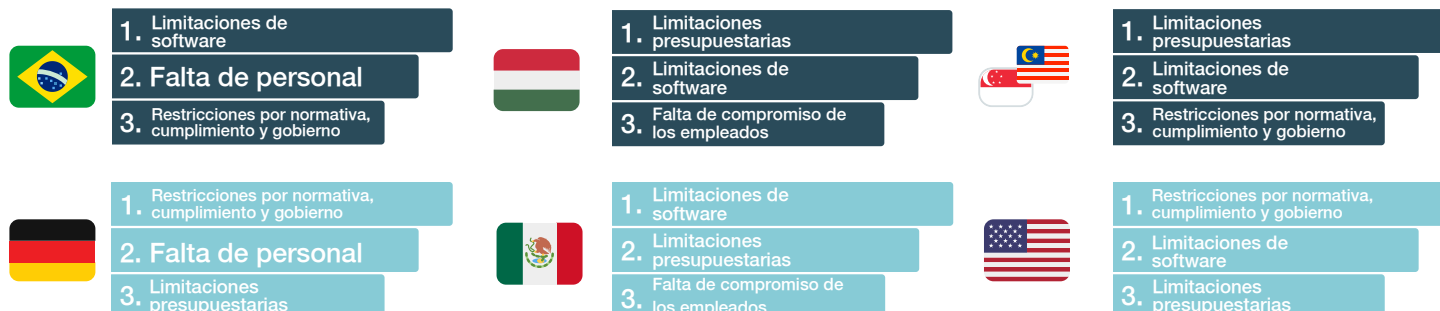 1. Limitaciones de
software
2. Falta de personal
3. Restricciones por normativa,
cumplimiento y gobierno
1. Limitaciones
presupuestarias
2. Limitaciones de
software
3. Falta de compromiso de
los empleados
1. Limitaciones
presupuestarias
2. Limitaciones de
software
3. Restricciones por normativa,
cumplimiento y gobierno
1. Restricciones por normativa,
cumplimiento y gobierno
2. Falta de personal
3. Limitaciones
presupuestarias
1. Limitaciones de
software
2. Limitaciones
presupuestarias
3. Falta de compromiso de
los empleados
1. Restricciones por normativa,
cumplimiento y gobierno
2. Limitaciones de
software
3. Limitaciones
presupuestarias